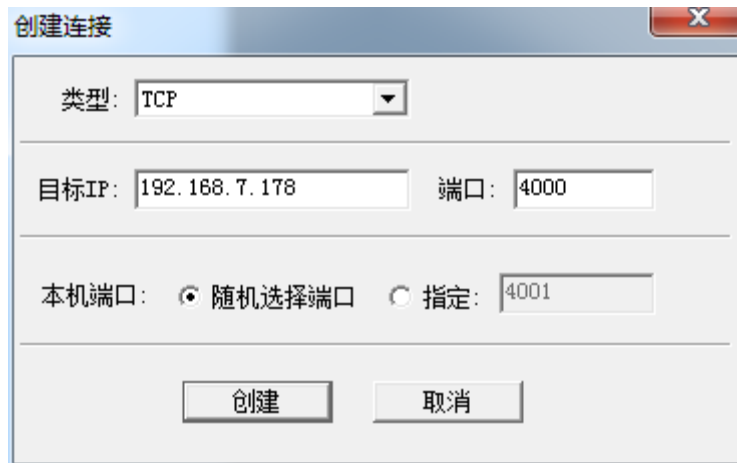 创建连接
类型: TCP
目标IP: 192.168.7.178 端口: 4000
本机端口: 随机选择端口 指定: 4001
创建 取消